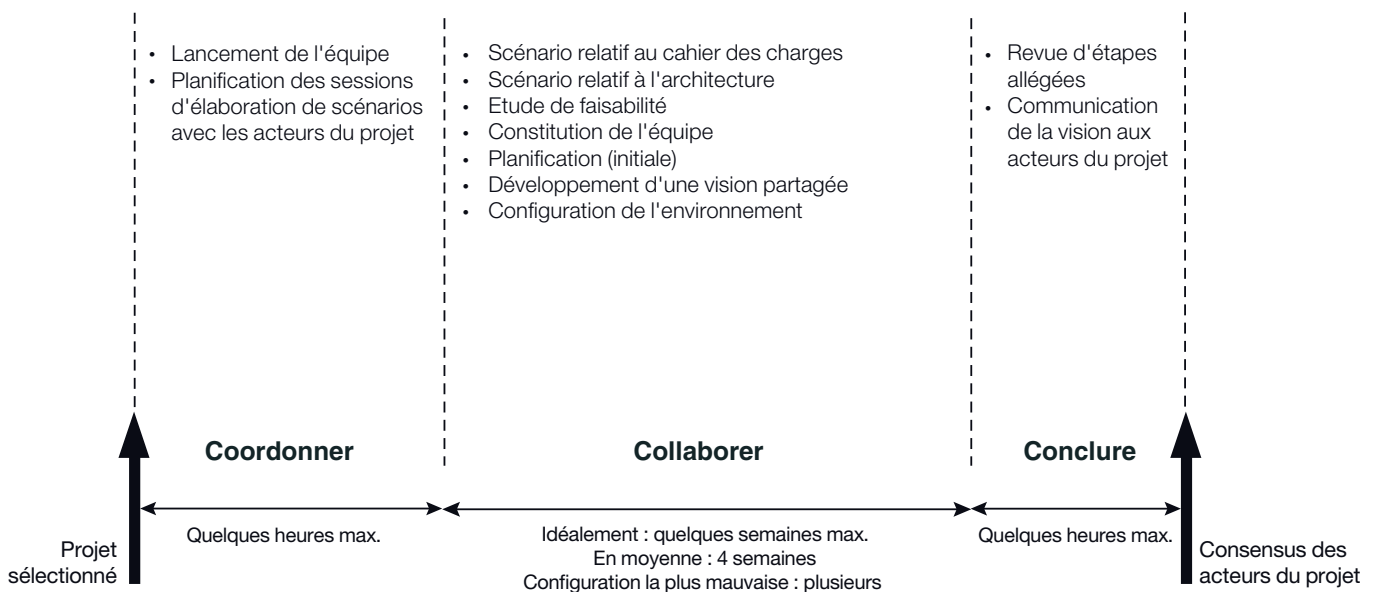 • Lancement de l'équipe
• Planification des sessions
d'élaboration de scénarios
avec les acteurs du projet
• Scénario relatif au cahier des charges
• Scénario relatif à l'architecture
• Etude de faisabilité
• Constitution de l'équipe
• Planification (initiale)
• Développement d'une vision partagée
• Configuration de l'environnement
• Revue d'étapes
allégées
• Communication
de la vision aux
acteurs du projet
Coordonner
Collaborer
Conclure
Projet
sélectionné
Quelques heures max.
Idéalement : quelques semaines max.
En moyenne : 4 semaines
Configuration la plus mauvaise : plusieurs
Quelques heures max.
Consensus des
acteurs du projet